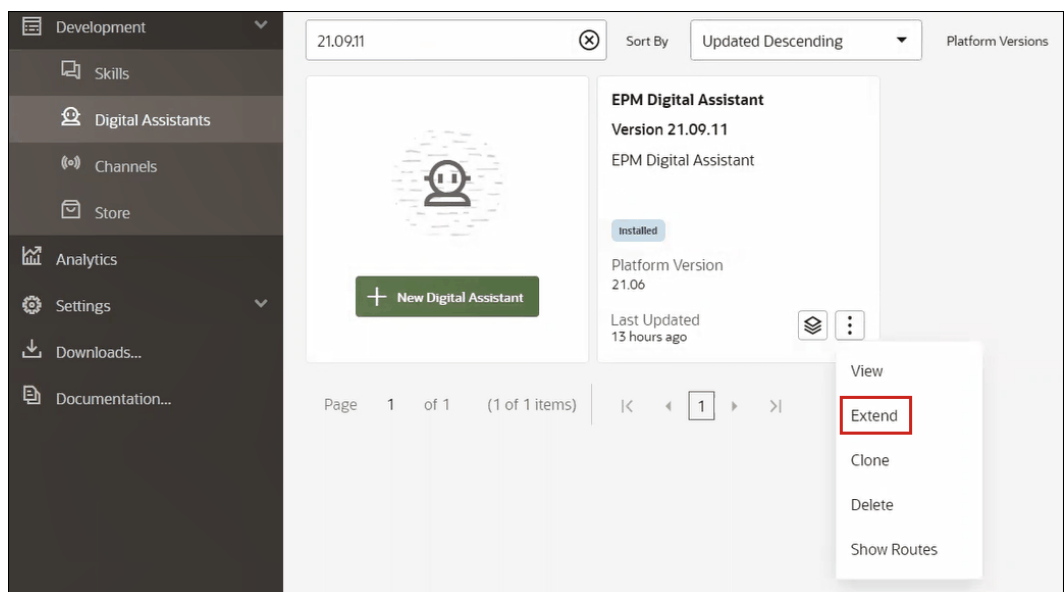 Development
Skills
Digital Assistants
Channels
Store
Analytics
Settings
Downloads...
Documentation...
21.09.11
Sort By
Updated Descending
Platform Versions
New Digital Assistant
EPM Digital Assistant
Version 21.09.11
EPM Digital Assistant
Installed
Platform Version
21.06
Last Updated
13 hours ago
Page 1 of 1 (1 of 1 items) 1
View
Extend
Clone
Delete
Show Routes